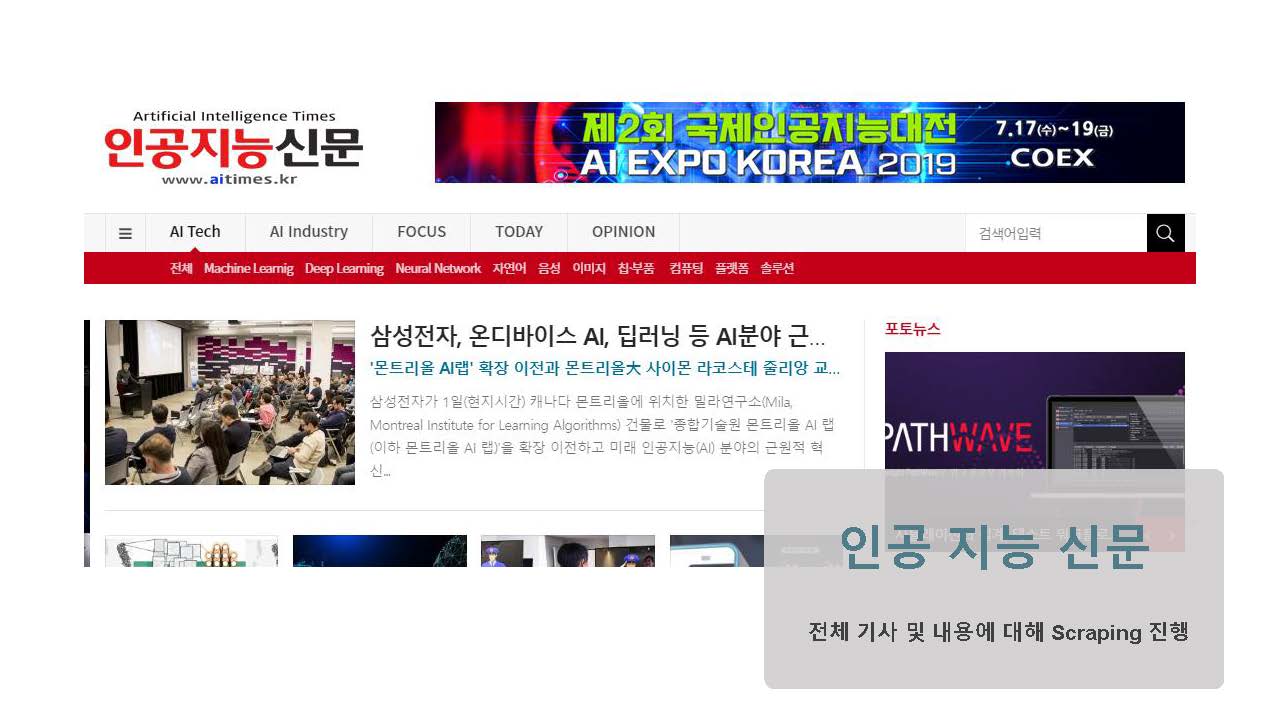 Artificial Intelligence Times
인공지능신문
www.aitimes.kr
제2회 국제인공지능대전
AI EXPO KOREA_2019
7.17(수)~19(금)
COEX
AI Tech AI Industry FOCUS TODAY OPINION 검색어입력
전체 Machine Learnig Deep Learning Neural Network 자연어 음성 이미지 칩·부품 컴퓨팅 플랫폼 솔루션
삼성전자, 온디바이스 AI, 딥러닝 등 AI분야 근...
'몬트리올 AI랩' 확장 이전과 몬트리올大 사이몬 라코스테 줄리앙 교...
삼성전자가 1일(현지시간) 캐나다 몬트리올에 위치한 밀라연구소(Mila,
Montreal Institute for Learning Algorithms) 건물로 '종합기술원 몬트리올 AI 랩
(이하 몬트리올 AI 랩)'을 확장 이전하고 미래 인공지능(AI) 분야의 근원적 혁
신...
포토뉴스
PATHWAVE
인공 지능 신문
전체 기사 및 내용에 대해 Scraping 진행